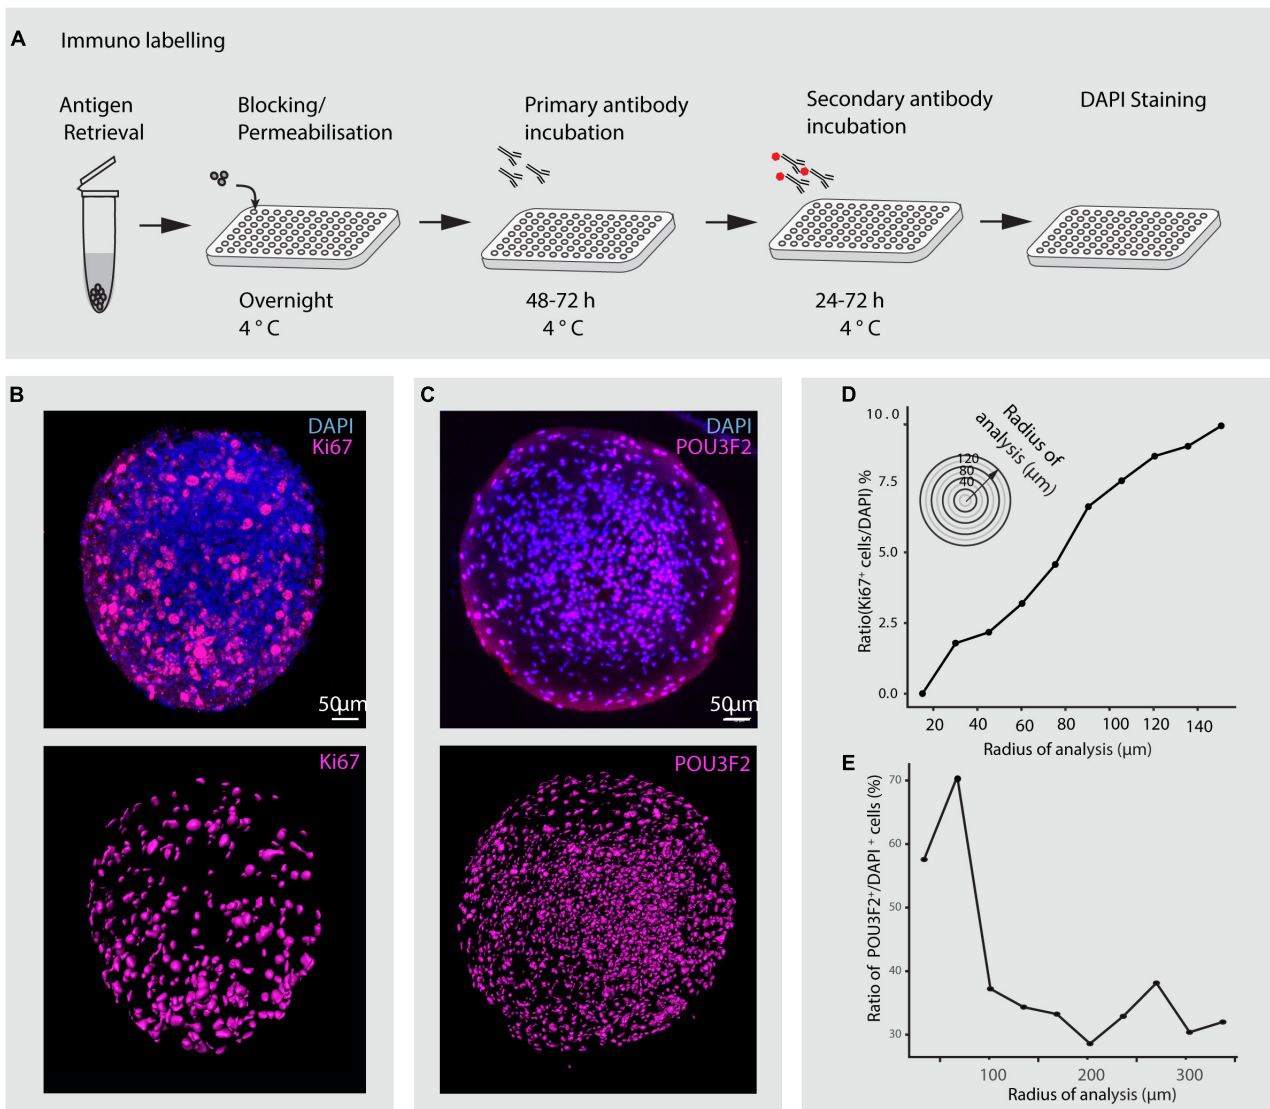 A
Immuno labelling
Antigen
Retrieval
Blocking/
Permeabilisation
Primary antibody
incubation
Secondary antibody
incubation
DAPI Staining
Overnight
4 ° C
48-72 h
4 ° C
24-72 h
4 ° C
B
DAPI
Ki67
50µm
Ki67
C
DAPI
POU3F2
50µm
POU3F2
D
Ratio(Ki67⁺ cells/DAPI) %
10.0
7.5
5.0
2.5
0.0
Radius of
analysis (µm)
120
80
40
20 40 60 80 100 120 140
Radius of analysis (µm)
E
Ratio of POU3F2⁺/DAPI ⁺ cells (%)
70
60
50
40
30
100 200 300
Radius of analysis (µm)